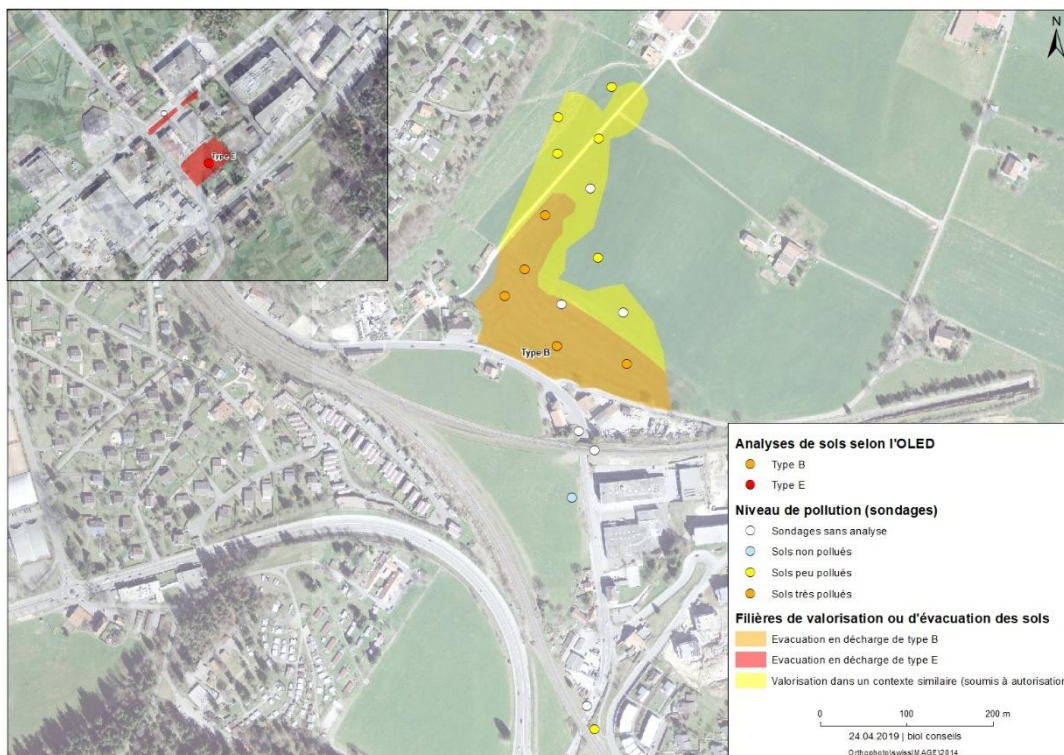 N
Type E
Type B
Analyses de sols selon l'OLED
Type B
Type E
Niveau de pollution (sondages)
Sondages sans analyse
Sols non pollués
Sols peu pollués
Sols très pollués
Filières de valorisation ou d'évacuation des sols
Evacuation en décharge de type B
Evacuation en décharge de type E
Valorisation dans un contexte similaire (soumis à autorisation
0 100 200 m
24.04.2019 | biol conseils
Orthophoto\swissIMAGE\2014